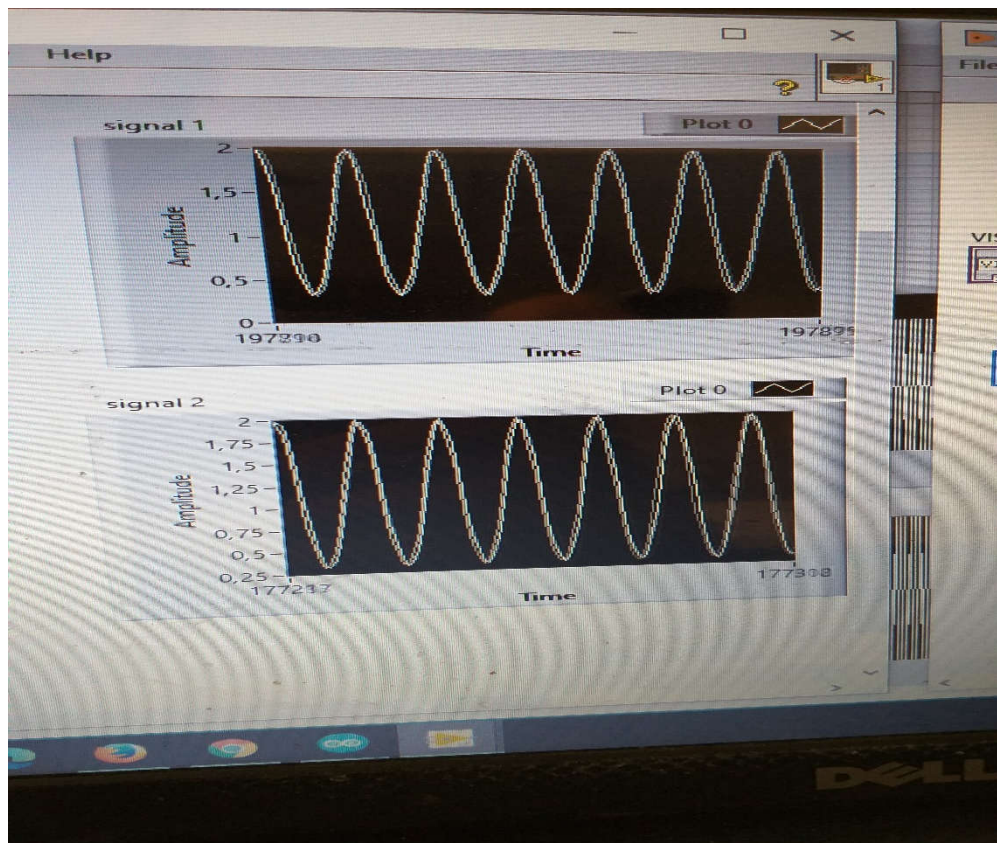 Help
File
1
signal 1
Plot 0
2
1,5
1
0,5
0
Amplitude
Time
signal 2
Plot 0
2
1,75
1,5
1,25
1
0,75
0,5
0,25
Amplitude
Time
DELL